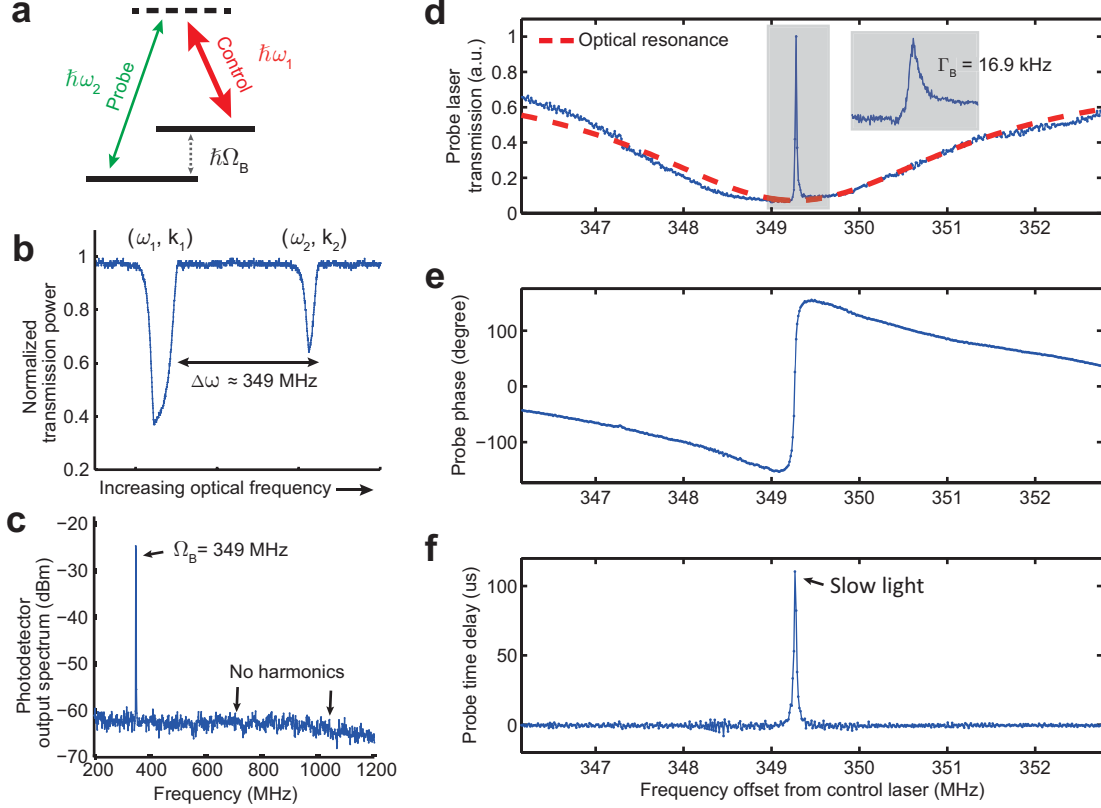 a
ℏω₂
Probe
Control
ℏω₁
ℏΩ_B
b
(ω₁, k₁)
(ω₂, k₂)
Normalized
transmission power
1
0.8
0.6
0.4
0.2
Δω ≈ 349 MHz
Increasing optical frequency
c
Photodetector
output spectrum (dBm)
−20
−30
−40
−50
−60
−70
Ω_B = 349 MHz
No harmonics
200 400 600 800 1000 1200
Frequency (MHz)
d
Probe laser
transmission (a.u.)
1
0.8
0.6
0.4
0.2
0
Optical resonance
Γ_B = 16.9 kHz
347 348 349 350 351 352
e
Probe phase (degree)
100
0
−100
347 348 349 350 351 352
f
Probe time delay (us)
100
50
0
Slow light
347 348 349 350 351 352
Frequency offset from control laser (MHz)